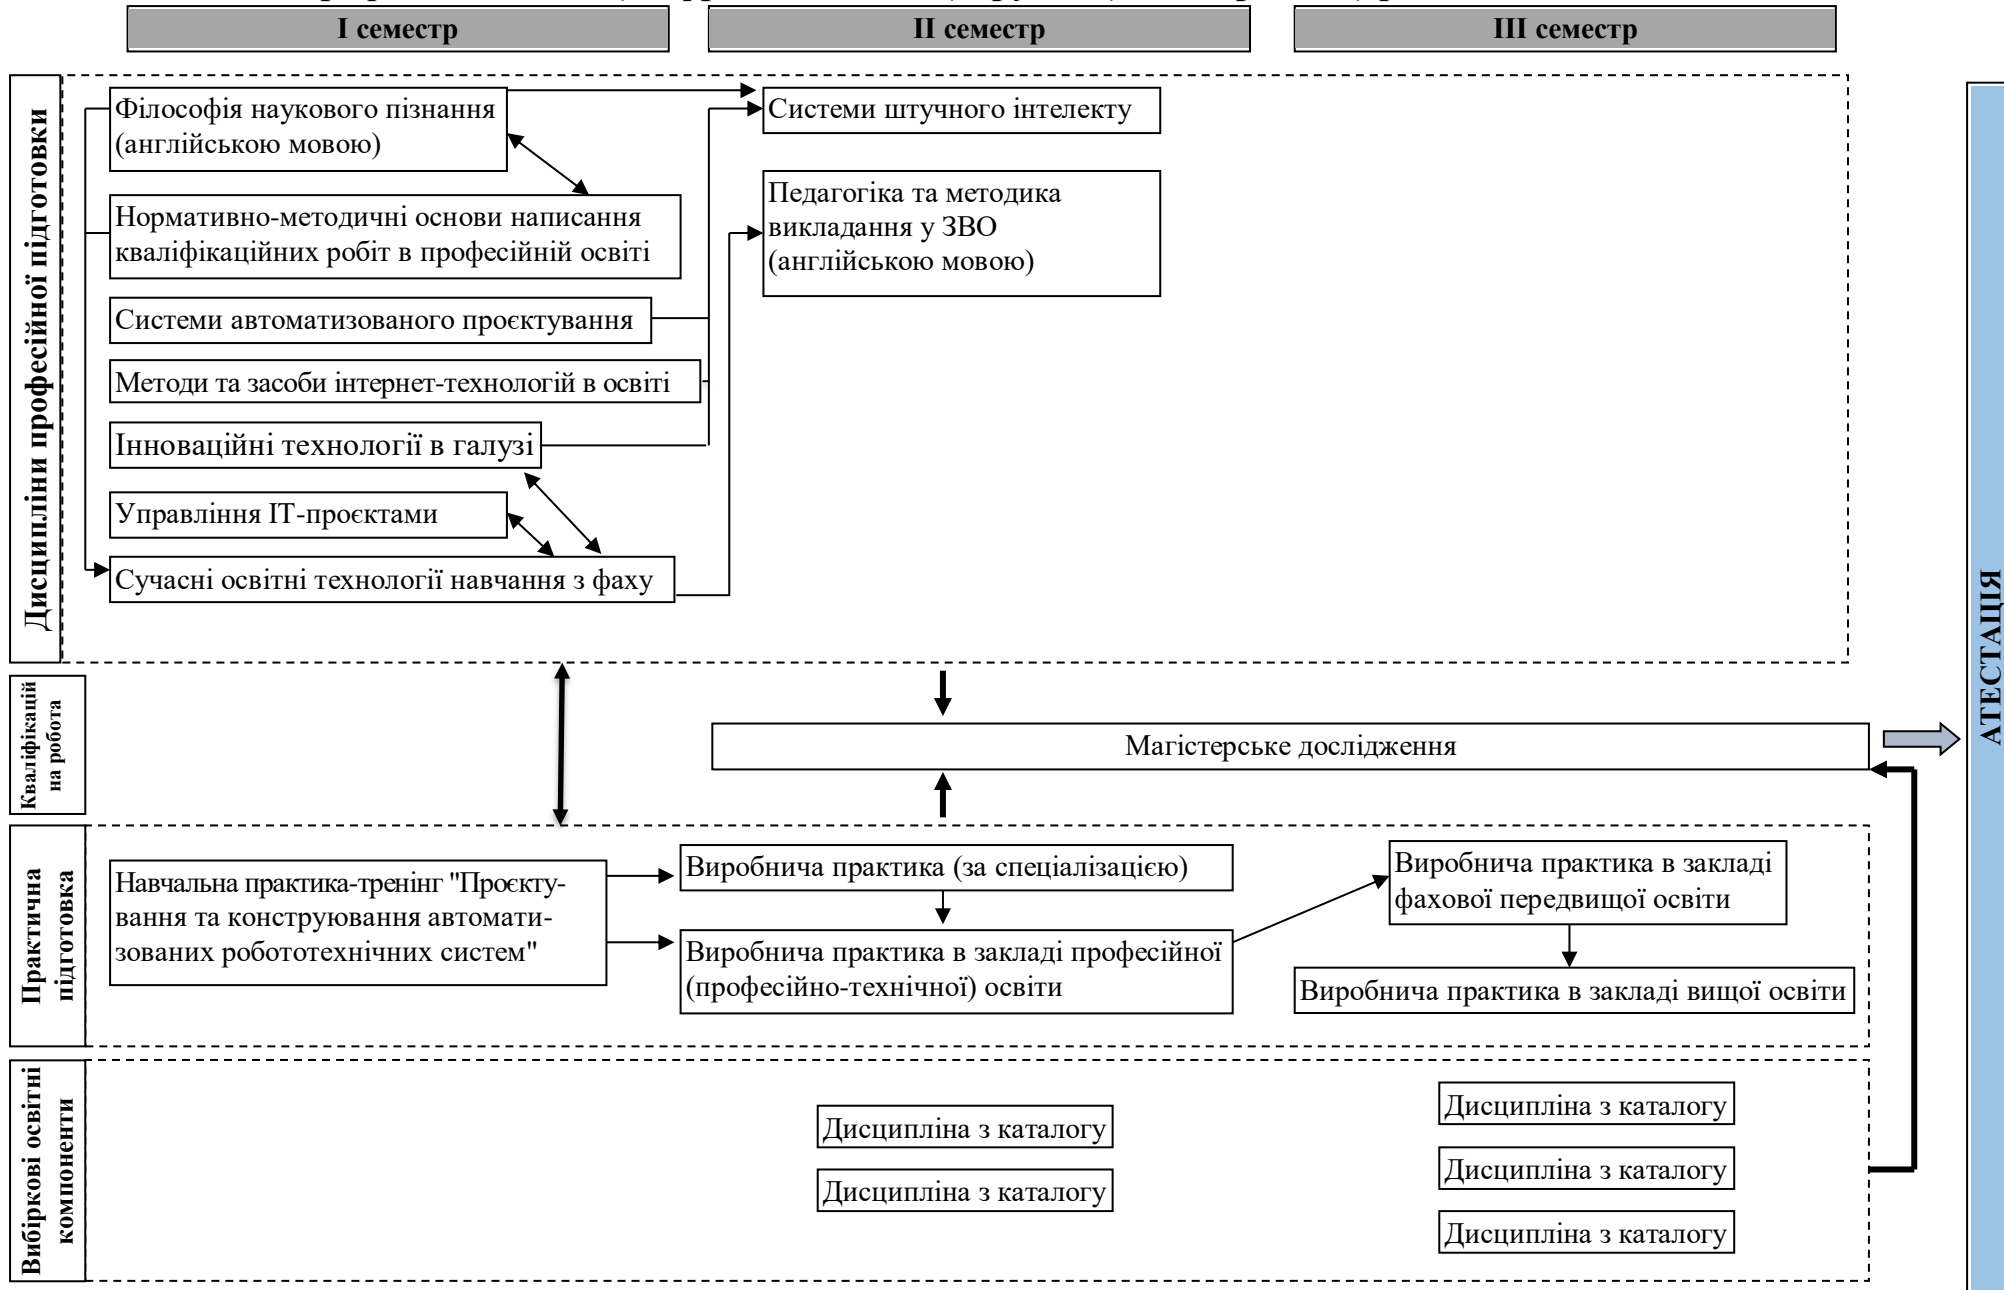 І семестр
ІІ семестр
ІІІ семестр
Дисципліни професійної підготовки
Філософія наукового пізнання
(англійською мовою)
Нормативно-методичні основи написання
кваліфікаційних робіт в професійній освіті
Системи автоматизованого проєктування
Методи та засоби інтернет-технологій в освіті
Інноваційні технології в галузі
Управління ІТ-проєктами
Сучасні освітні технології навчання з фаху
Системи штучного інтелекту
Педагогіка та методика
викладання у ЗВО
(англійською мовою)
Кваліфікацій
на робота
Магістерське дослідження
АТЕСТАЦІЯ
Практична
підготовка
Навчальна практика-тренінг "Проєкту-
вання та конструювання автомати-
зованих робототехнічних систем"
Виробнича практика (за спеціалізацією)
Виробнича практика в закладі професійної
(професійно-технічної) освіти
Виробнича практика в закладі
фахової передвищої освіти
Виробнича практика в закладі вищої освіти
Вибіркові освітні
компоненти
Дисципліна з каталогу
Дисципліна з каталогу
Дисципліна з каталогу
Дисципліна з каталогу
Дисципліна з каталогу